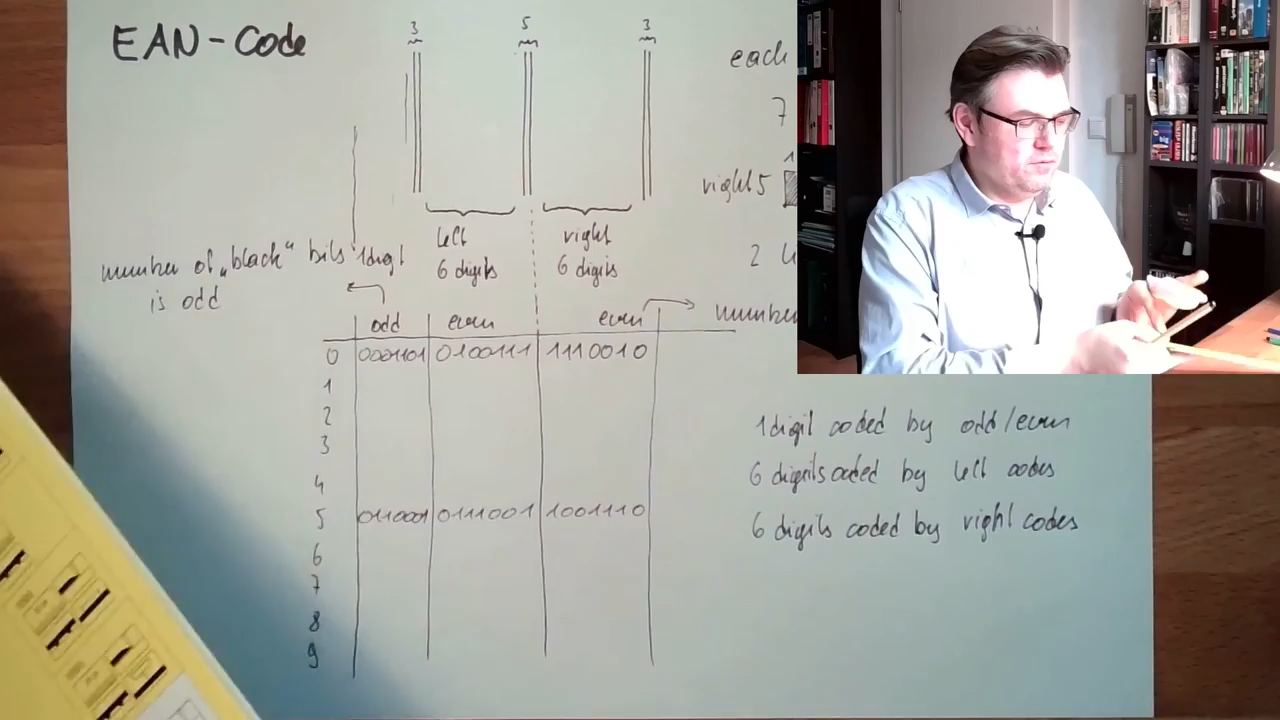 EAN-Code
3 5 3
each
7
right 5
2
left right
6 digits 6 digits
number of „black“ bits 1 digit
is odd
odd even even number
0 0001101 0100111 1110010
1
2
3
4
5 0110001 0111001 1001110
6
7
8
9
1 digit coded by odd/even
6 digits coded by left codes
6 digits coded by right codes